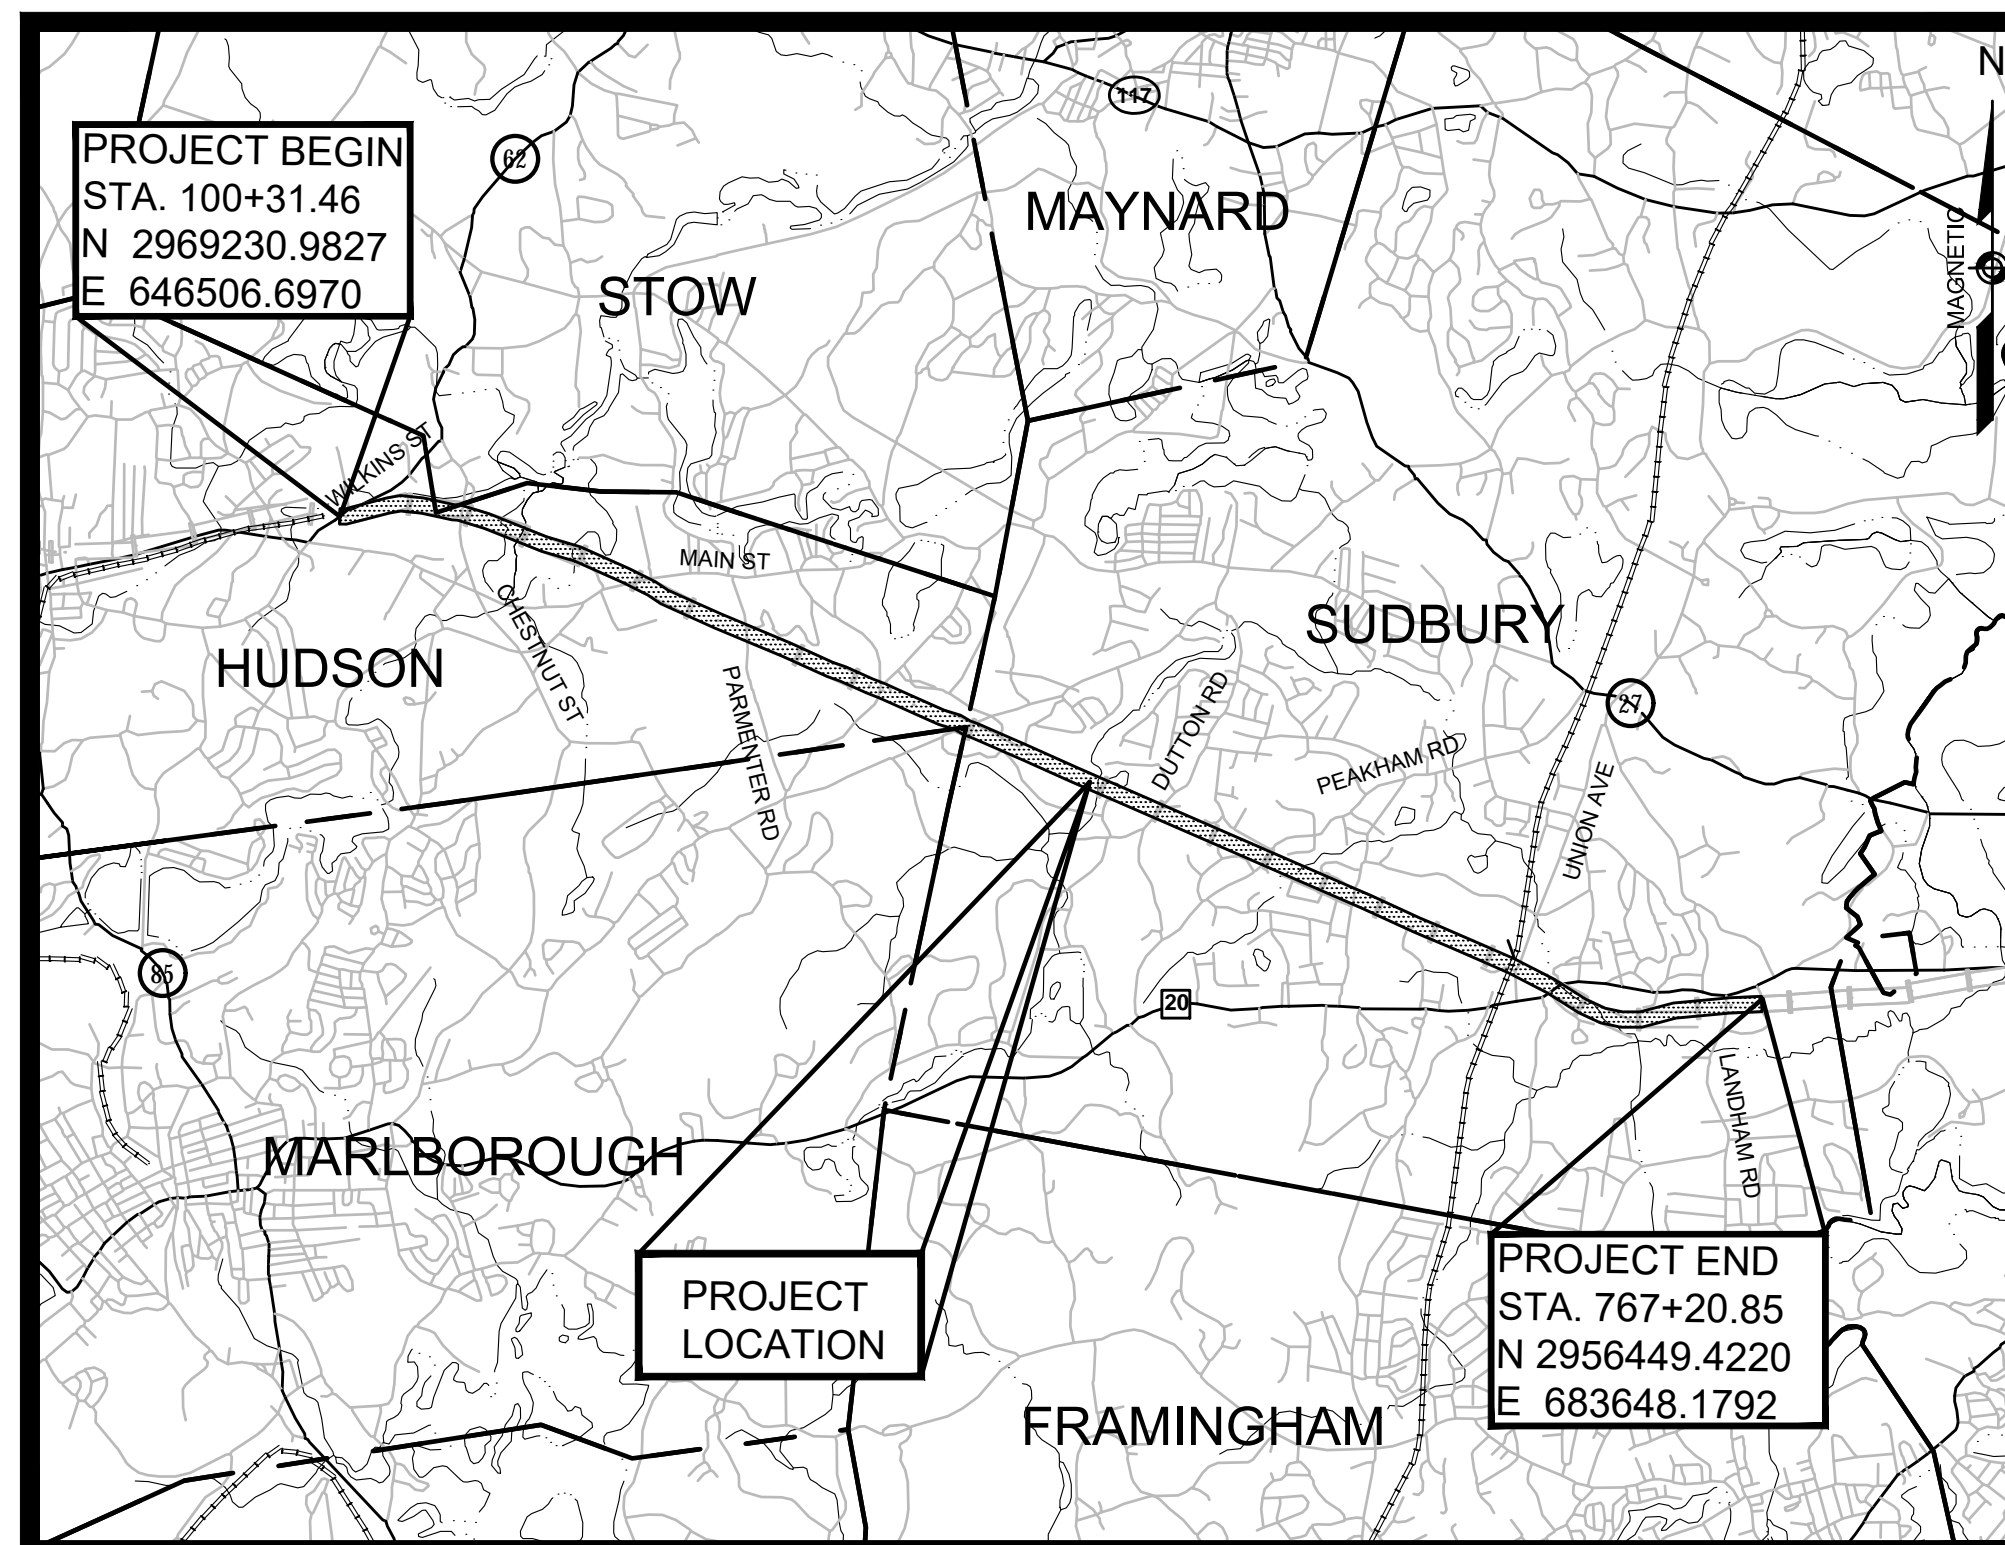 N
117
62
PROJECT BEGIN
STA. 100+31.46
N 2969230.9827
E 646506.6970
MAYNARD
MAGNETIC
STOW
WILKINS ST
MAIN ST
CHESTNUT ST
HUDSON
PARMENTER RD
SUDBURY
DUTTON RD
PEAKHAM RD
27
UNION AVE
85
20
LANDHAM RD
MARLBOROUGH
PROJECT
LOCATION
PROJECT END
STA. 767+20.85
N 2956449.4220
E 683648.1792
FRAMINGHAM